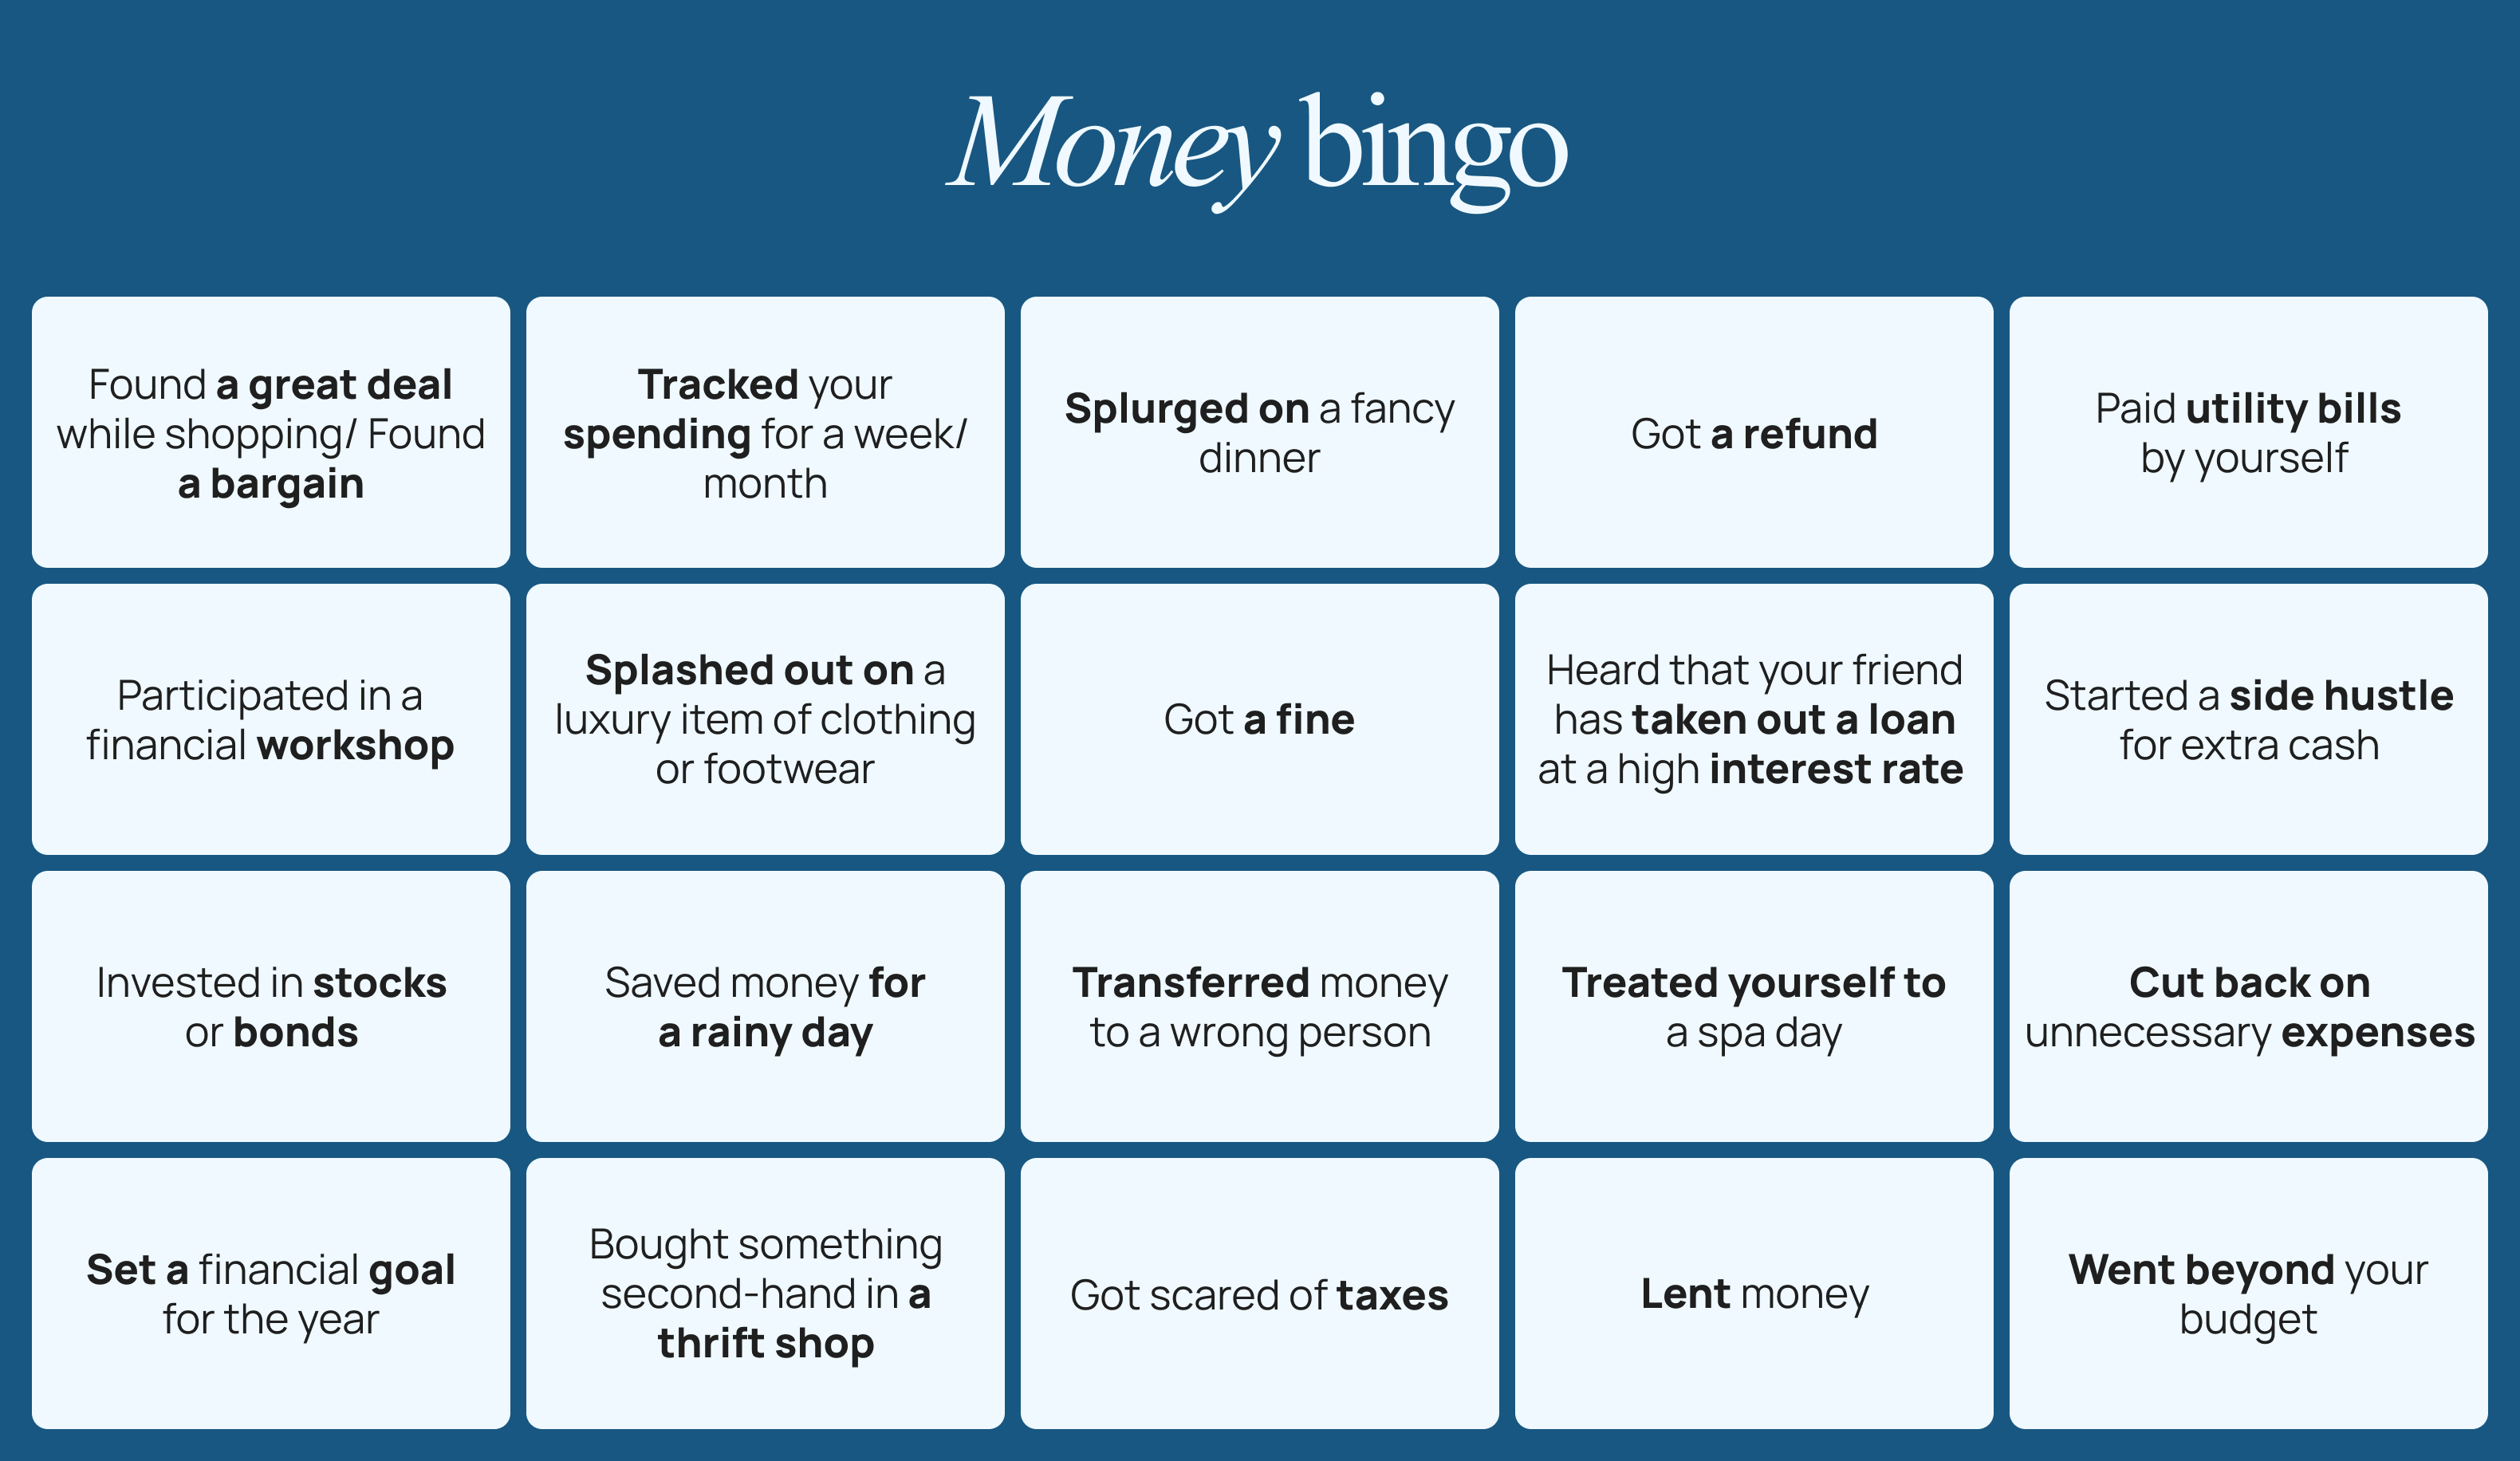 Money bingo
Found a great deal
while shopping/ Found
a bargain
Tracked your
spending for a week/
month
Splurged on a fancy
dinner
Got a refund
Paid utility bills
by yourself
Participated in a
financial workshop
Splashed out on a
luxury item of clothing
or footwear
Got a fine
Heard that your friend
has taken out a loan
at a high interest rate
Started a side hustle
for extra cash
Invested in stocks
or bonds
Saved money for
a rainy day
Transferred money
to a wrong person
Treated yourself to
a spa day
Cut back on
unnecessary expenses
Set a financial goal
for the year
Bought something
second-hand in a
thrift shop
Got scared of taxes
Lent money
Went beyond your
budget